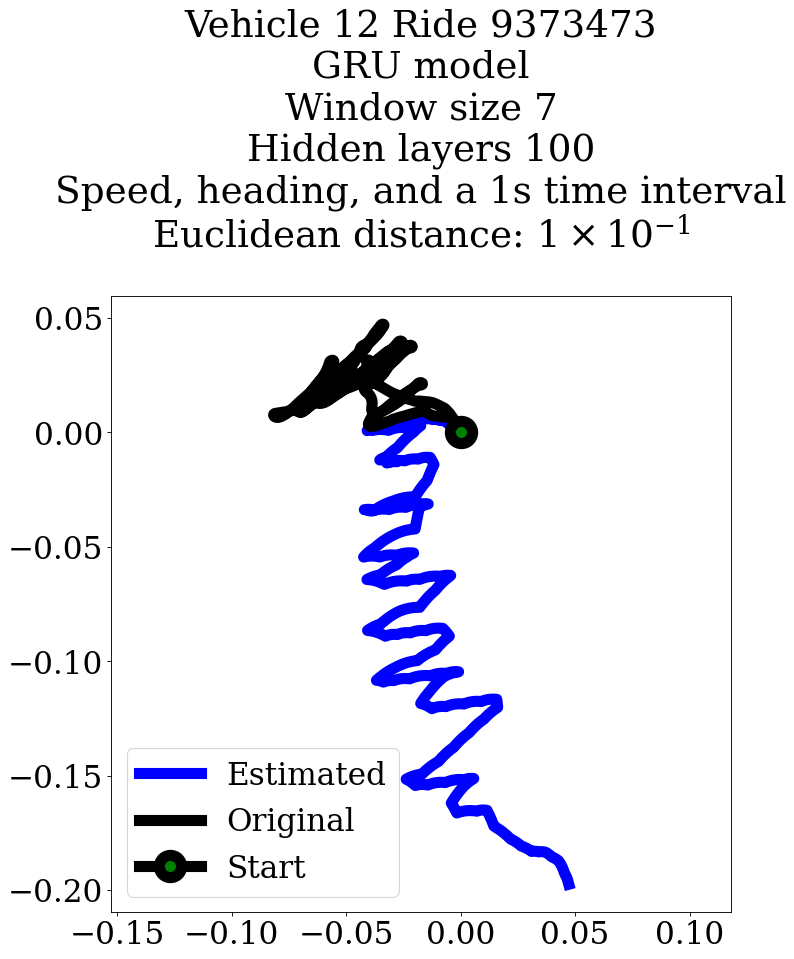 Vehicle 12 Ride 9373473
GRU model
Window size 7
Hidden layers 100
Speed, heading, and a 1s time interval
Euclidean distance: 1 × 10⁻¹
0.05
0.00
−0.05
−0.10
−0.15
−0.20
Estimated
Original
Start
−0.15 −0.10 −0.05 0.00 0.05 0.10